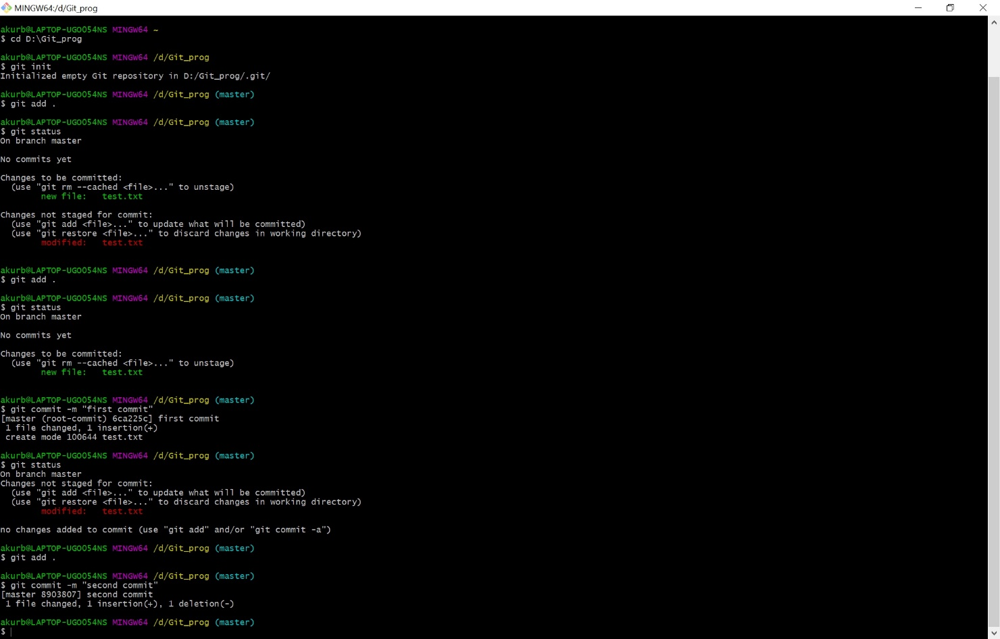 MINGW64:/d/Git_prog
akurb@LAPTOP-UGOO54NS MINGW64 ~
$ cd D:\Git_prog
akurb@LAPTOP-UGOO54NS MINGW64 /d/Git_prog
$ git init
Initialized empty Git repository in D:/Git_prog/.git/
akurb@LAPTOP-UGOO54NS MINGW64 /d/Git_prog (master)
$ git add .
akurb@LAPTOP-UGOO54NS MINGW64 /d/Git_prog (master)
$ git status
On branch master
No commits yet
Changes to be committed:
  (use "git rm --cached <file>..." to unstage)
        new file:   test.txt
Changes not staged for commit:
  (use "git add <file>..." to update what will be committed)
  (use "git restore <file>..." to discard changes in working directory)
        modified:   test.txt
akurb@LAPTOP-UGOO54NS MINGW64 /d/Git_prog (master)
$ git add .
akurb@LAPTOP-UGOO54NS MINGW64 /d/Git_prog (master)
$ git status
On branch master
No commits yet
Changes to be committed:
  (use "git rm --cached <file>..." to unstage)
        new file:   test.txt
akurb@LAPTOP-UGOO54NS MINGW64 /d/Git_prog (master)
$ git commit -m "first commit"
[master (root-commit) 6ca225c] first commit
 1 file changed, 1 insertion(+)
 create mode 100644 test.txt
akurb@LAPTOP-UGOO54NS MINGW64 /d/Git_prog (master)
$ git status
On branch master
Changes not staged for commit:
  (use "git add <file>..." to update what will be committed)
  (use "git restore <file>..." to discard changes in working directory)
        modified:   test.txt
no changes added to commit (use "git add" and/or "git commit -a")
akurb@LAPTOP-UGOO54NS MINGW64 /d/Git_prog (master)
$ git add .
akurb@LAPTOP-UGOO54NS MINGW64 /d/Git_prog (master)
$ git commit -m "second commit"
[master 8903807] second commit
 1 file changed, 1 insertion(+), 1 deletion(-)
akurb@LAPTOP-UGOO54NS MINGW64 /d/Git_prog (master)
$